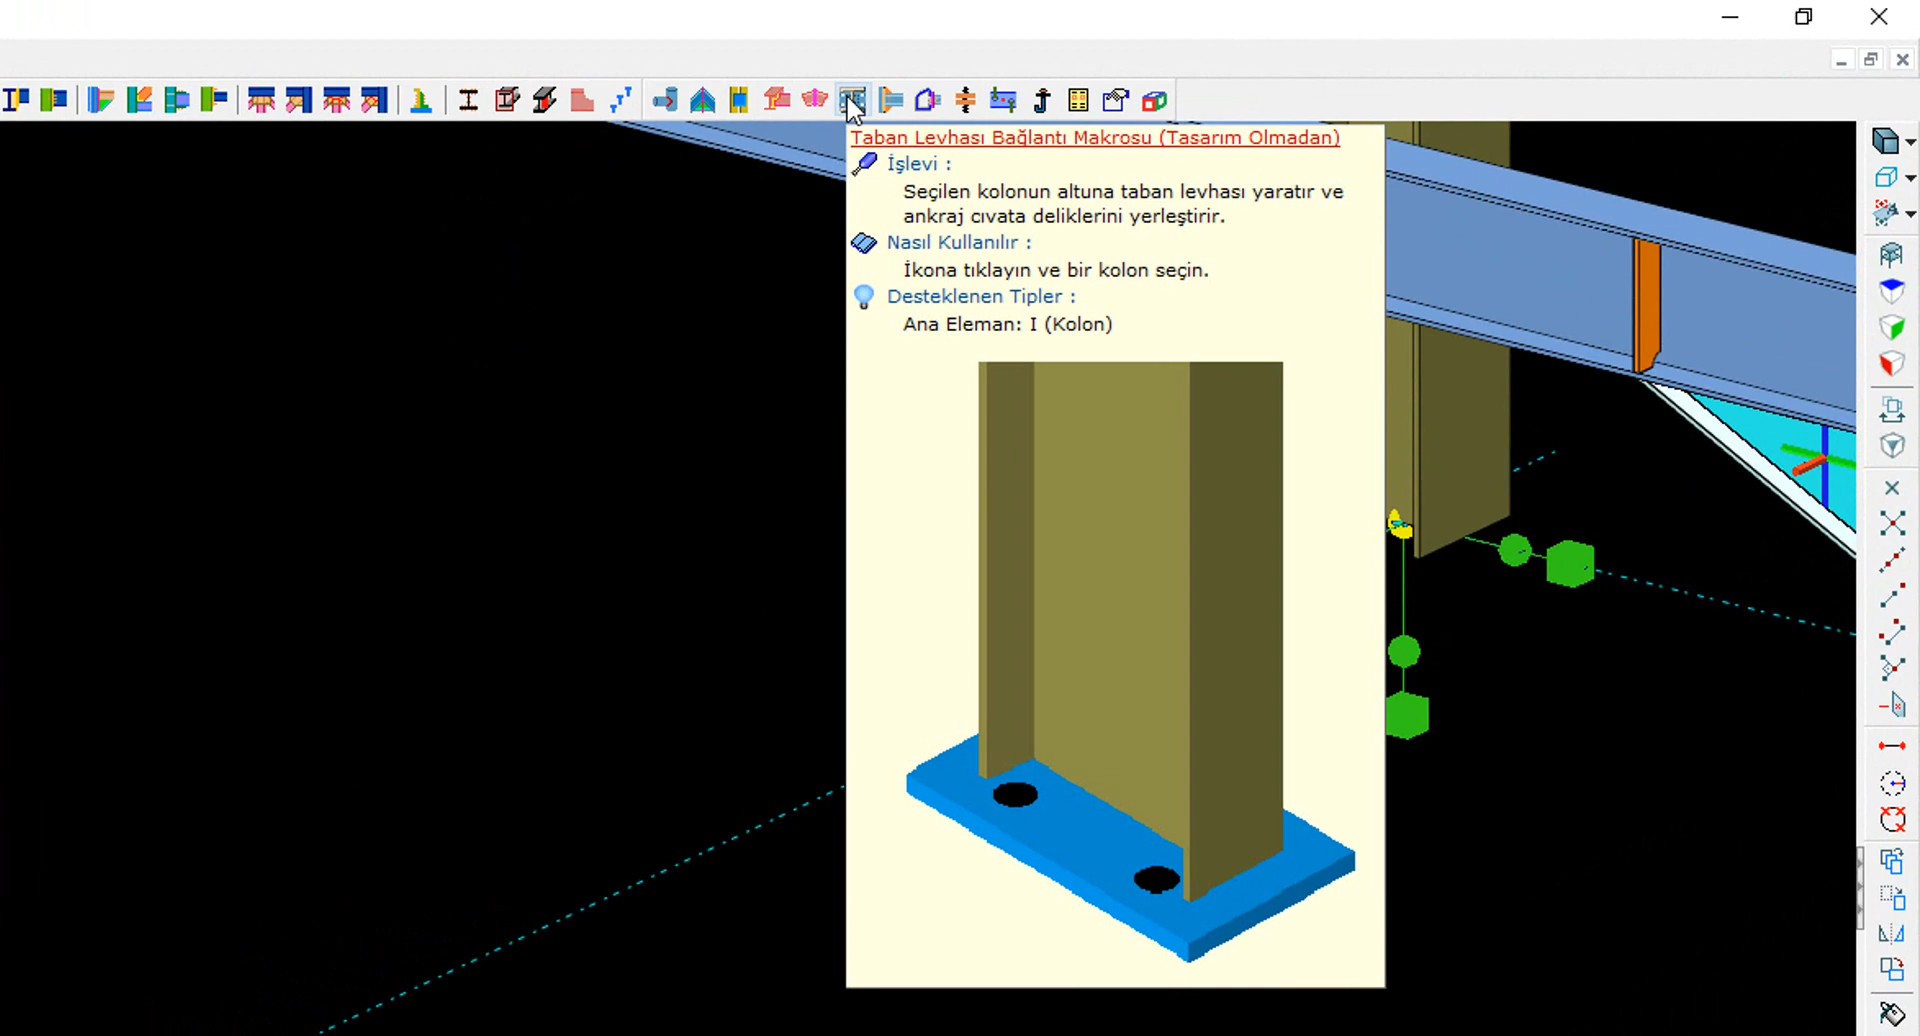 Taban Levhası Bağlantı Makrosu (Tasarım Olmadan)
İşlevi :
Seçilen kolonun altuna taban levhası yaratır ve
ankraj cıvata deliklerini yerleştirir.
Nasıl Kullanılır :
İkona tıklayın ve bir kolon seçin.
Desteklenen Tipler :
Ana Eleman: I (Kolon)